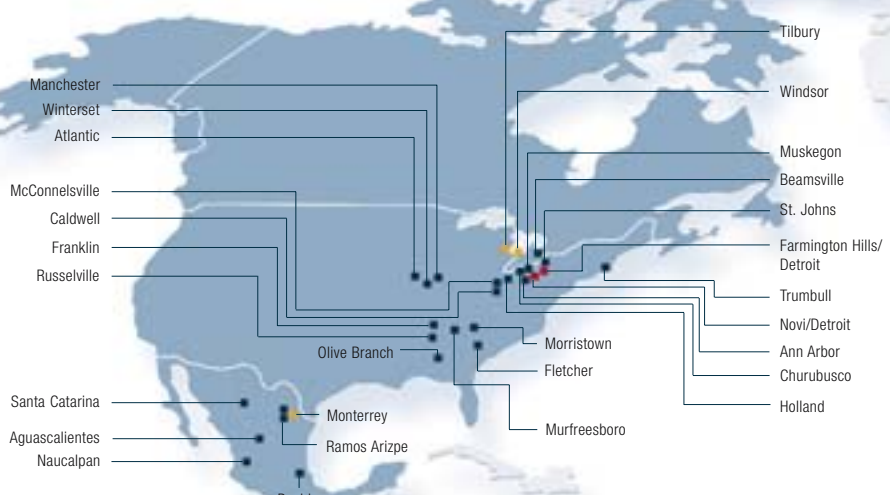 Tilbury
Manchester
Windsor
Winterset
Atlantic
Muskegon
Beamsville
McConnelsville
St. Johns
Caldwell
Franklin
Farmington Hills/
Detroit
Russelville
Trumbull
Novi/Detroit
Morristown
Olive Branch
Ann Arbor
Fletcher
Churubusco
Santa Catarina
Holland
Monterrey
Murfreesboro
Aguascalientes
Ramos Arizpe
Naucalpan